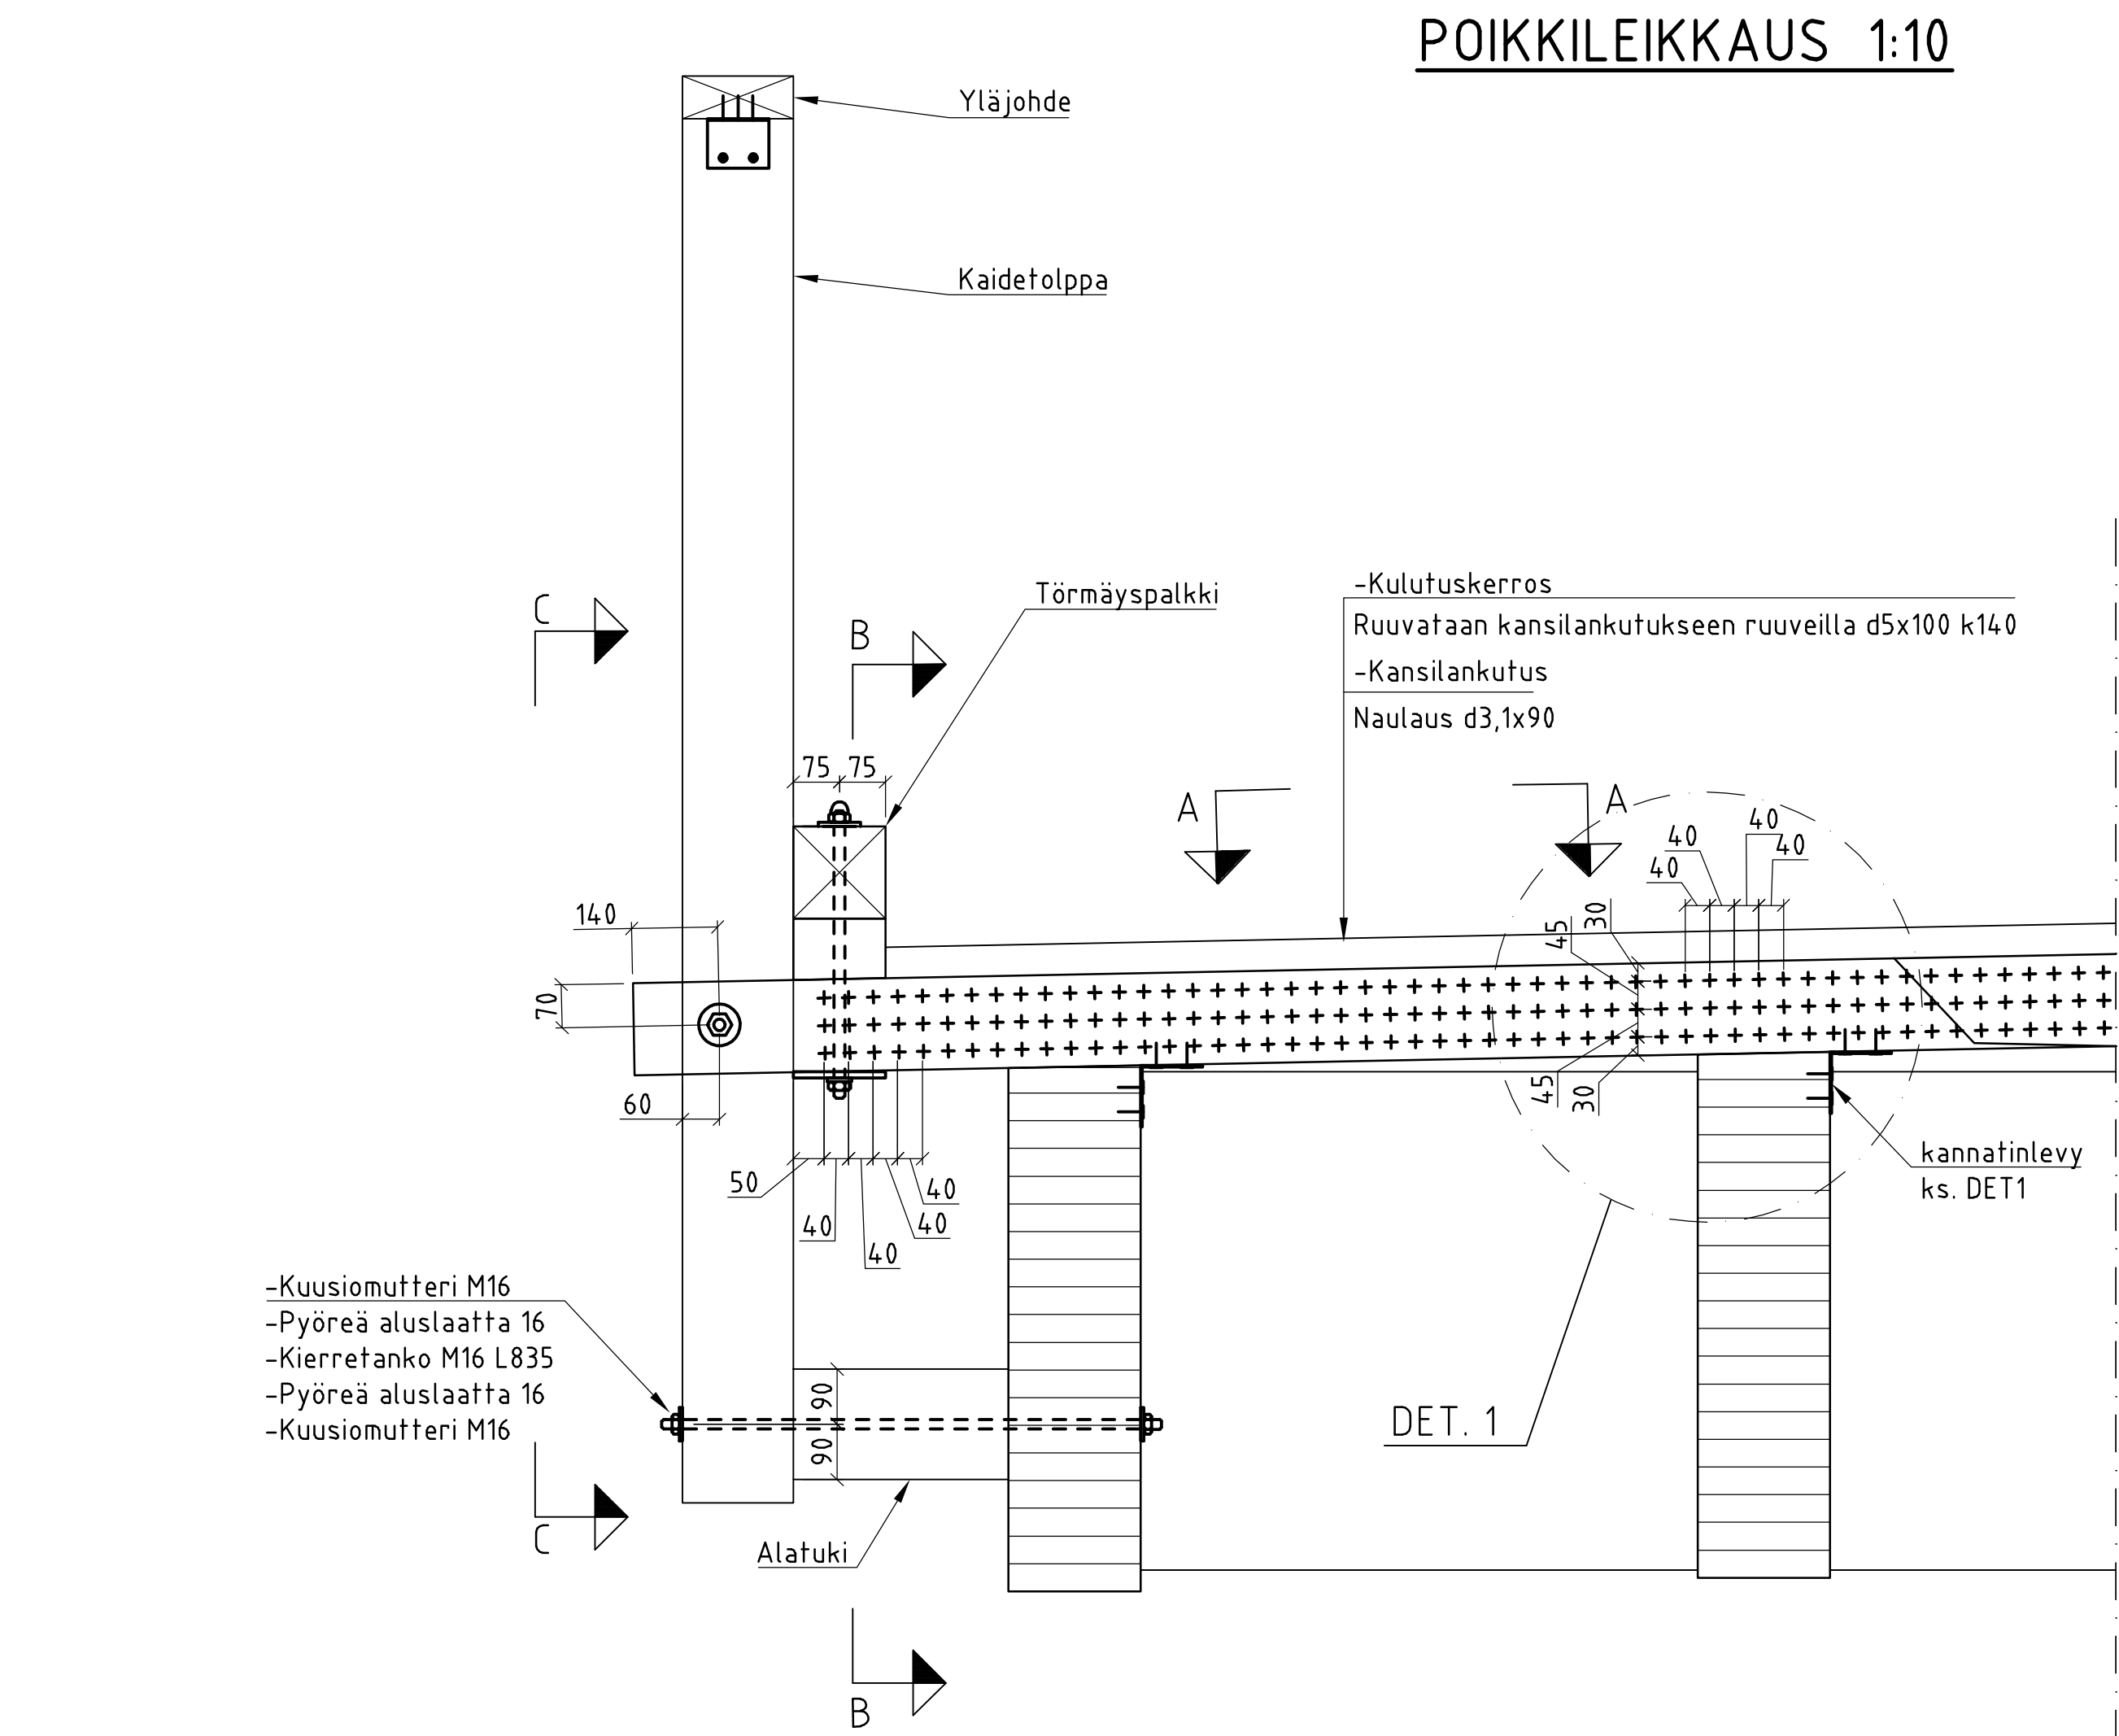 POIKKILEIKKAUS 1:10
Yläjohde
Kaidetolppa
Törmäyspalkki
-Kulutuskerros
Ruuvataan kansilankutukseen ruuveilla d5x100 k140
-Kansilankutus
Naulaus d3,1x90
C
B
75 75
A
A
40
40
40
40
140
45
30
70
60
45
30
kannatinlevy
ks. DET1
50
40
40
40
40
-Kuusiomutteri M16
-Pyöreä aluslaatta 16
-Kierretanko M16 L835
-Pyöreä aluslaatta 16
-Kuusiomutteri M16
90
90
DET. 1
C
Alatuki
B